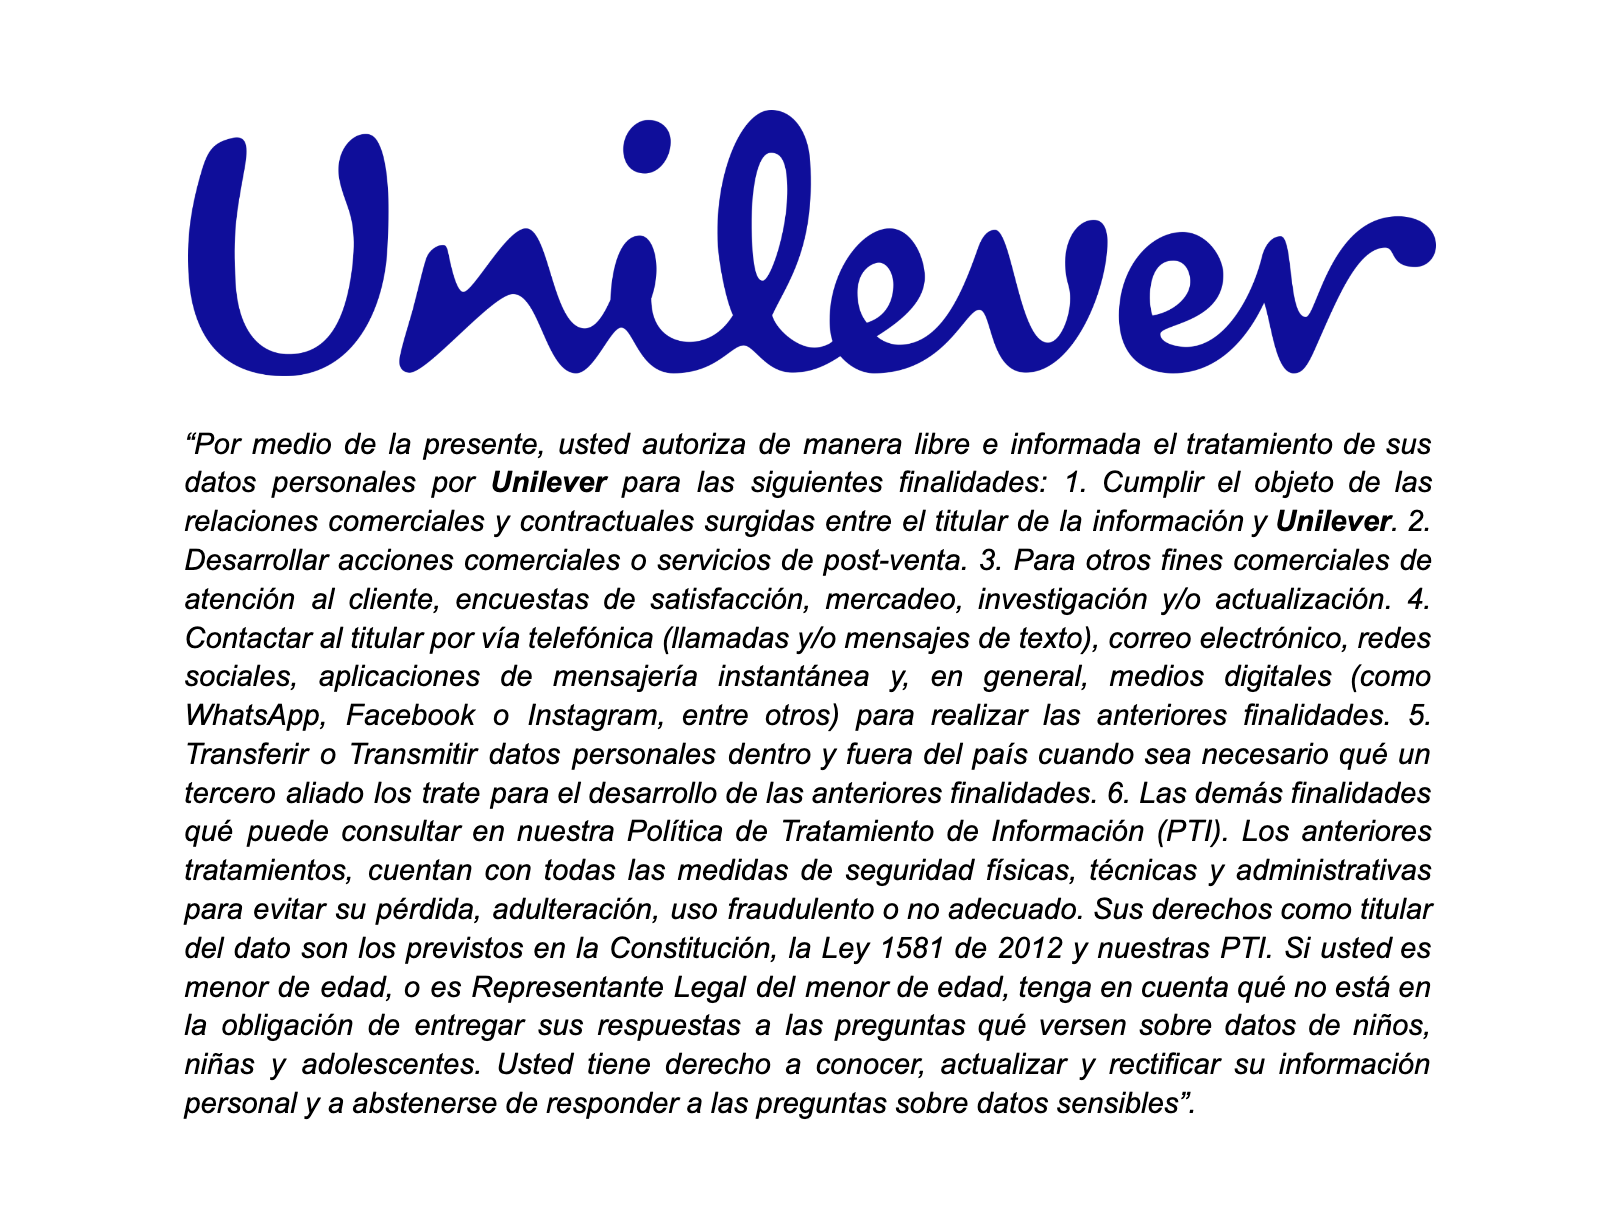 Unilever
“Por medio de la presente, usted autoriza de manera libre e informada el tratamiento de sus
datos personales por Unilever para las siguientes finalidades: 1. Cumplir el objeto de las
relaciones comerciales y contractuales surgidas entre el titular de la información y Unilever. 2.
Desarrollar acciones comerciales o servicios de post-venta. 3. Para otros fines comerciales de
atención al cliente, encuestas de satisfacción, mercadeo, investigación y/o actualización. 4.
Contactar al titular por vía telefónica (llamadas y/o mensajes de texto), correo electrónico, redes
sociales, aplicaciones de mensajería instantánea y, en general, medios digitales (como
WhatsApp, Facebook o Instagram, entre otros) para realizar las anteriores finalidades. 5.
Transferir o Transmitir datos personales dentro y fuera del país cuando sea necesario qué un
tercero aliado los trate para el desarrollo de las anteriores finalidades. 6. Las demás finalidades
qué puede consultar en nuestra Política de Tratamiento de Información (PTI). Los anteriores
tratamientos, cuentan con todas las medidas de seguridad físicas, técnicas y administrativas
para evitar su pérdida, adulteración, uso fraudulento o no adecuado. Sus derechos como titular
del dato son los previstos en la Constitución, la Ley 1581 de 2012 y nuestras PTI. Si usted es
menor de edad, o es Representante Legal del menor de edad, tenga en cuenta qué no está en
la obligación de entregar sus respuestas a las preguntas qué versen sobre datos de niños,
niñas y adolescentes. Usted tiene derecho a conocer, actualizar y rectificar su información
personal y a abstenerse de responder a las preguntas sobre datos sensibles”.